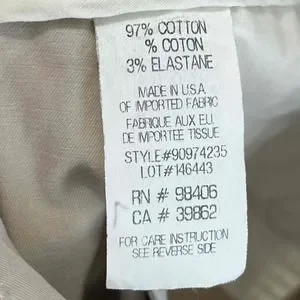 97% COTTON
% COTON
3% ELASTANE
MADE IN U.S.A
OF IMPORTED FABRIC
FABRIQUE AUX E.U.
DE IMPORTEE TISSUE
STYLE#90974235
LOT#146443
RN # 98406
CA # 39862
FOR CARE INSTRUCTION
SEE REVERSE SIDE